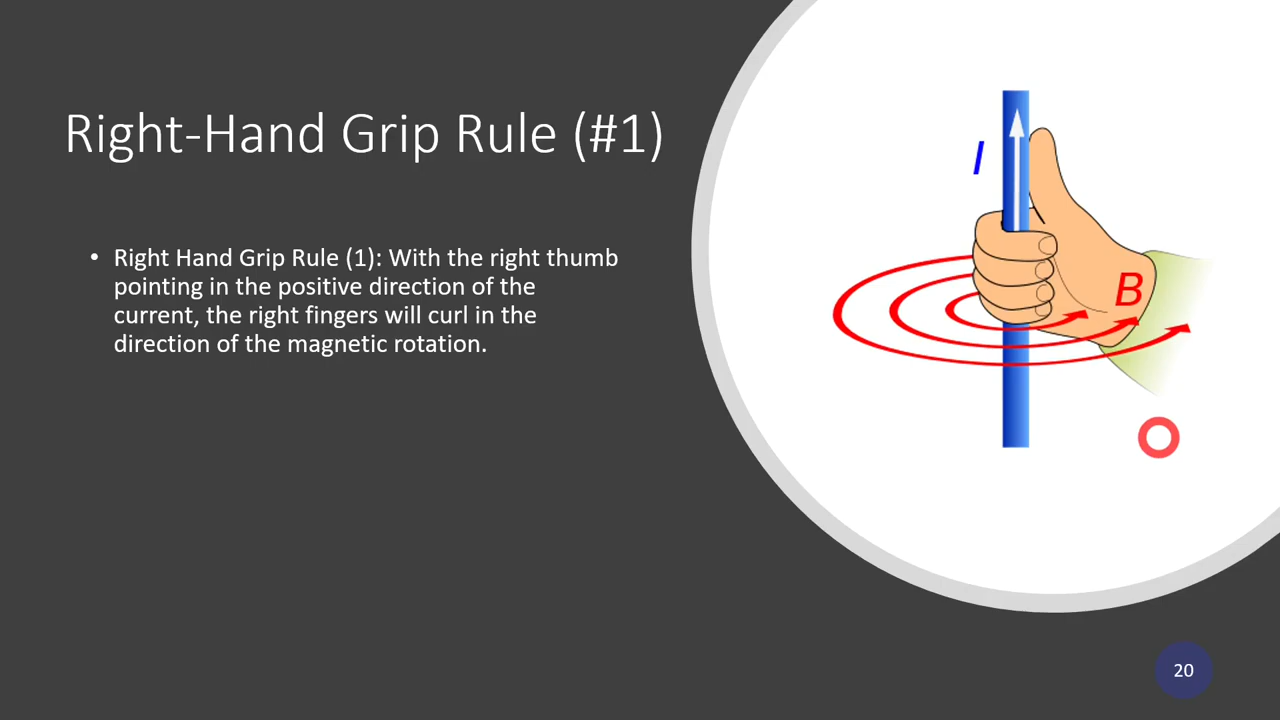 Right-Hand Grip Rule (#1)
• Right Hand Grip Rule (1): With the right thumb
pointing in the positive direction of the
current, the right fingers will curl in the
direction of the magnetic rotation.
I
B
20